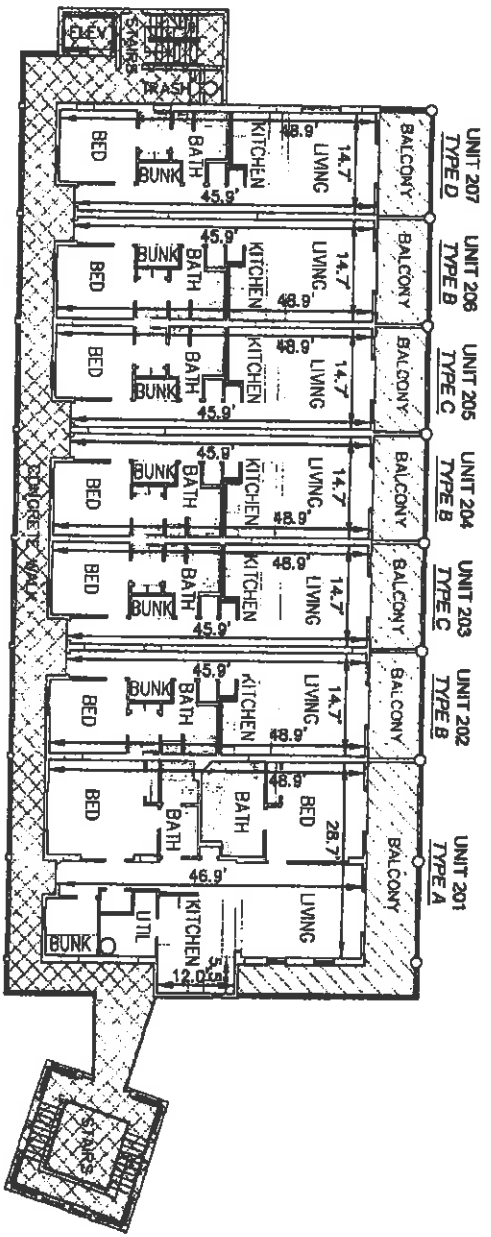 ELEV
STAIRS
TRASH
UNIT 207
TYPE D
BALCONY
48.9'
14.7'
LIVING
KITCHEN
BATH
BUNK
BED
45.9'
UNIT 206
TYPE B
BALCONY
45.9'
14.7'
LIVING
KITCHEN
BATH
BUNK
BED
48.9'
UNIT 205
TYPE C
BALCONY
48.9'
14.7'
LIVING
KITCHEN
BATH
BUNK
BED
45.9'
UNIT 204
TYPE B
BALCONY
45.9'
14.7'
LIVING
KITCHEN
BATH
BUNK
BED
48.9'
UNIT 203
TYPE C
BALCONY
48.9'
14.7'
LIVING
KITCHEN
BATH
BUNK
BED
45.9'
UNIT 202
TYPE B
BALCONY
45.9'
14.7'
LIVING
KITCHEN
BATH
BUNK
BED
48.9'
UNIT 201
TYPE A
BALCONY
48.9'
28.7'
BED
BATH
BATH
BED
46.9'
LIVING
KITCHEN
UTIL
BUNK
12.0'
CONCRETE WALK
STAIRS